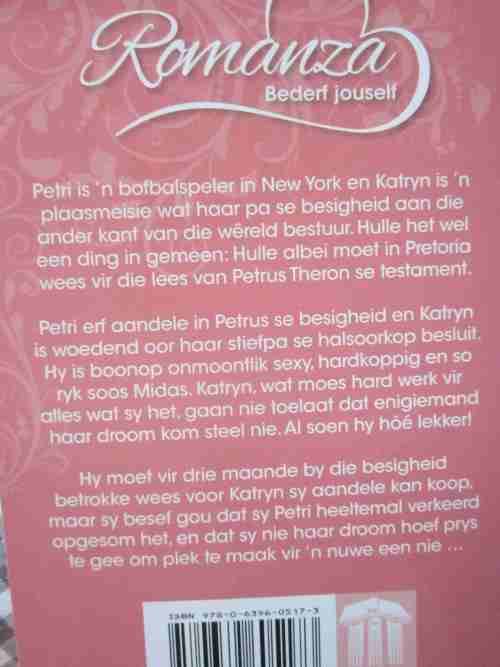 Romanza
Bederf jouself
Petri is 'n bofbalspeler in New York en Katryn is 'n
plaasmeisie wat haar pa se besigheid aan die
ander kant van die wêreld bestuur. Hulle het wel
een ding in gemeen: Hulle albei moet in Pretoria
wees vir die lees van Petrus Theron se testament.
Petri erf aandele in Petrus se besigheid en Katryn
is woedend oor haar stiefpa se halsoorkop besluit.
Hy is boonop onmoontlik sexy, hardkoppig en so
ryk soos Midas. Katryn, wat moes hard werk vir
alles wat sy het, gaan nie toelaat dat enigiemand
haar droom kom steel nie. Al soen hy hóé lekker!
Hy moet vir drie maande by die besigheid
betrokke wees voor Katryn sy aandele kan koop,
maar sy besef gou dat sy Petri heeltemal verkeerd
opgesom het, en dat sy nie haar droom hoef prys
te gee om plek te maak vir 'n nuwe een nie ...
ISBN 978-0-6396-0517-3